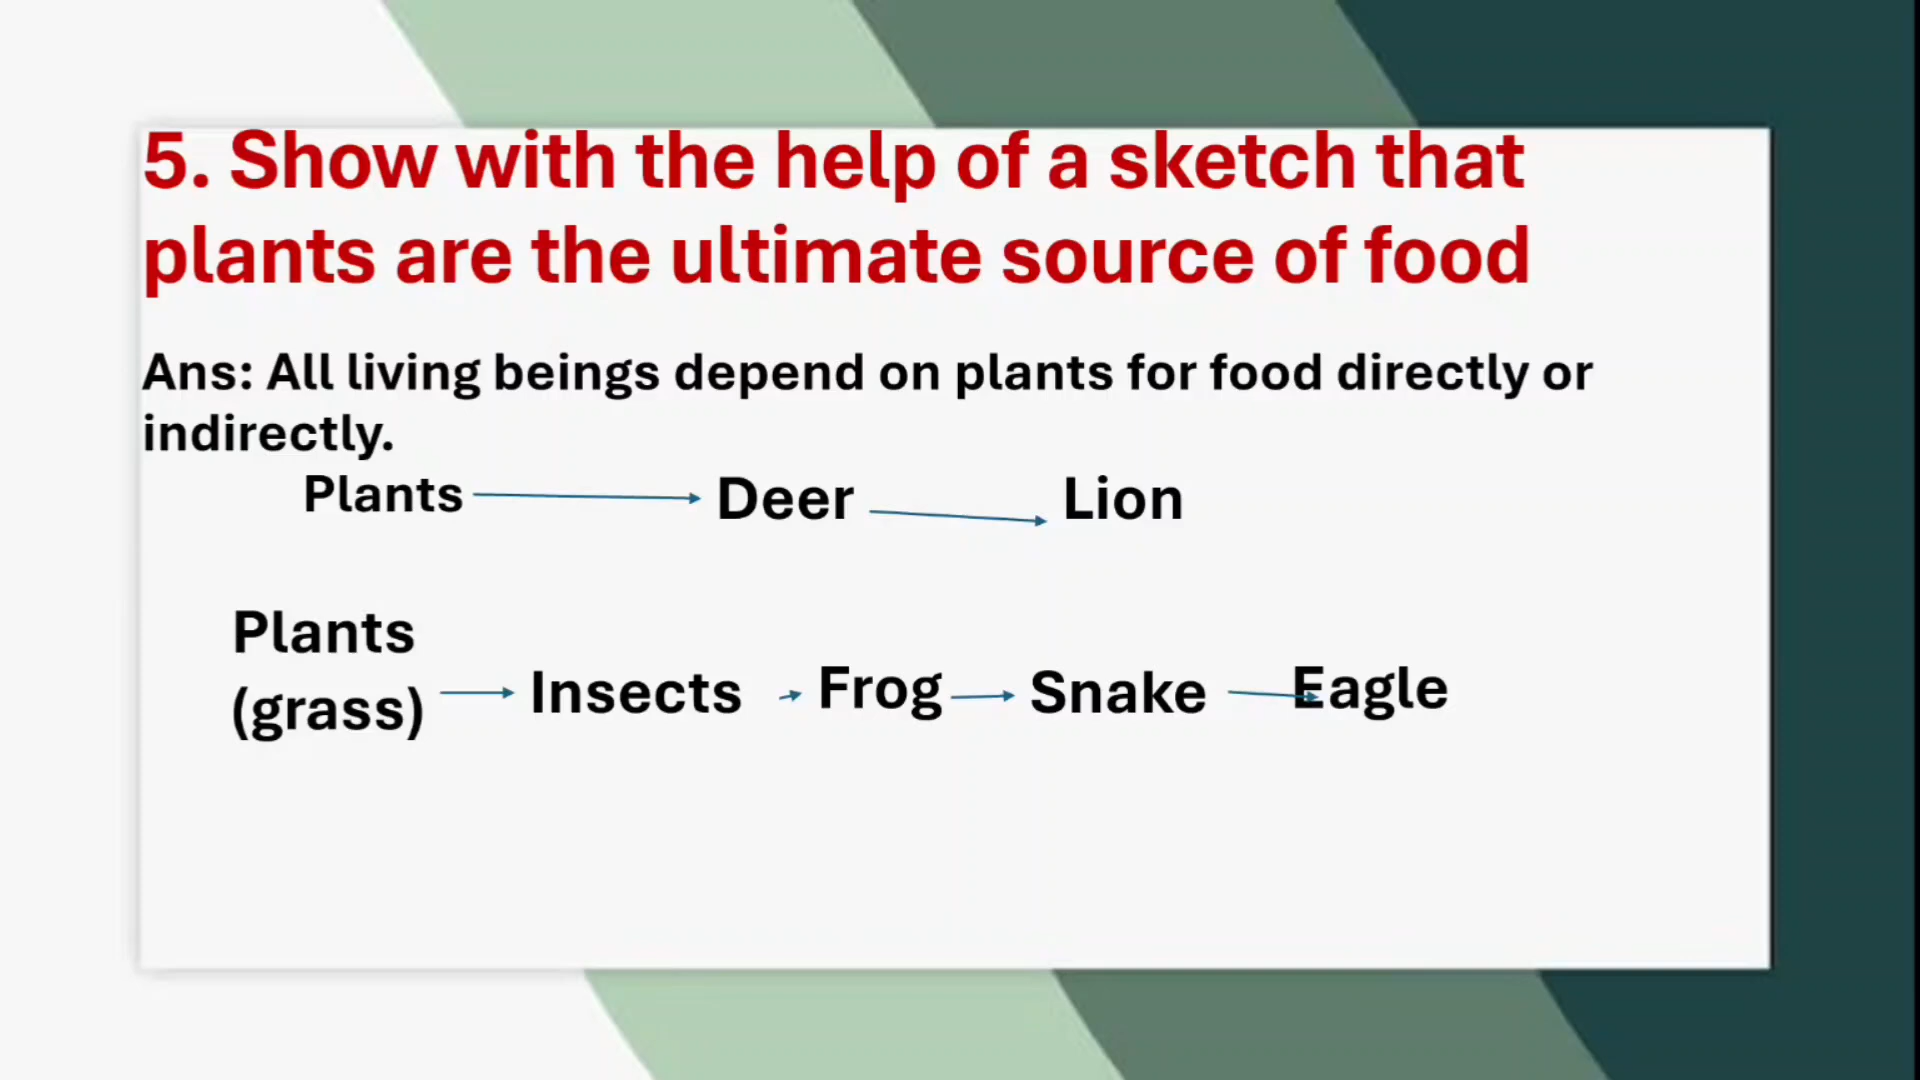 5. Show with the help of a sketch that
plants are the ultimate source of food
Ans: All living beings depend on plants for food directly or
indirectly.
Plants Deer Lion
Plants
(grass) Insects Frog Snake Eagle